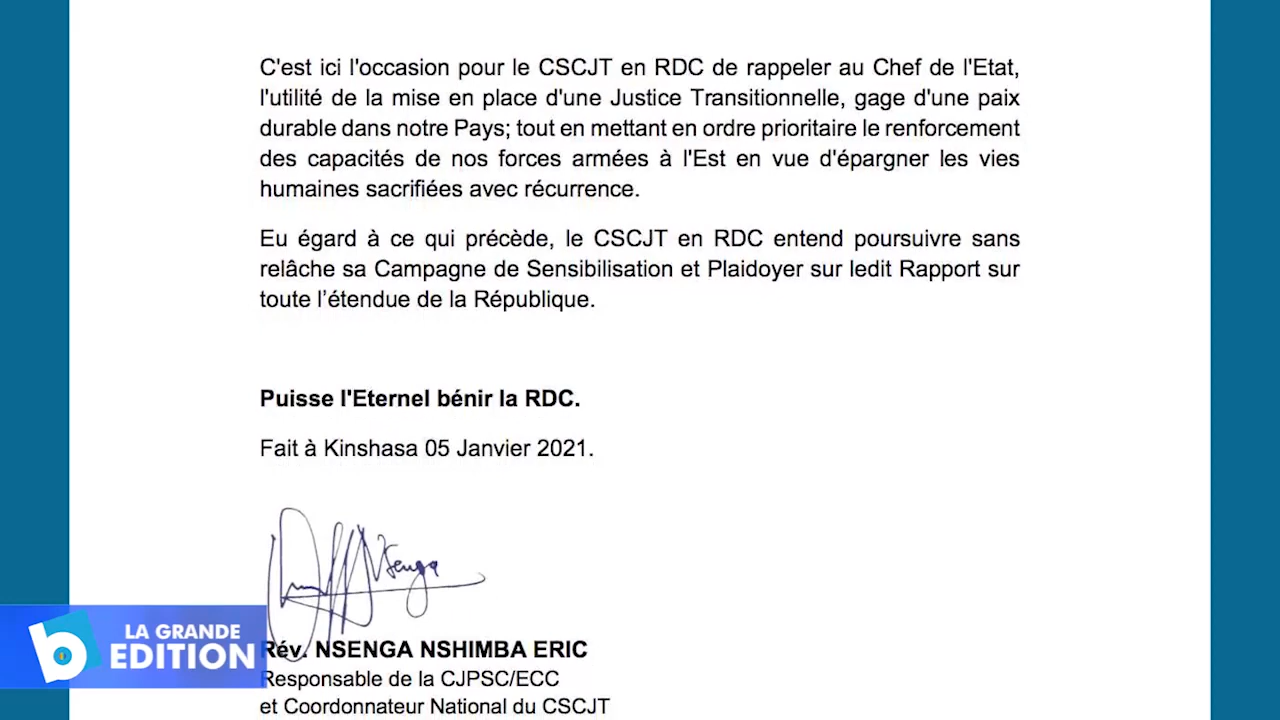 C'est ici l'occasion pour le CSCJT en RDC de rappeler au Chef de l'Etat,
l'utilité de la mise en place d'une Justice Transitionnelle, gage d'une paix
durable dans notre Pays; tout en mettant en ordre prioritaire le renforcement
des capacités de nos forces armées à l'Est en vue d'épargner les vies
humaines sacrifiées avec récurrence.
Eu égard à ce qui précède, le CSCJT en RDC entend poursuivre sans
relâche sa Campagne de Sensibilisation et Plaidoyer sur ledit Rapport sur
toute l’étendue de la République.
Puisse l'Eternel bénir la RDC.
Fait à Kinshasa 05 Janvier 2021.
Nsenga
Rév. NSENGA NSHIMBA ERIC
Responsable de la CJPSC/ECC
et Coordonnateur National du CSCJT
b
LA GRANDE
EDITION